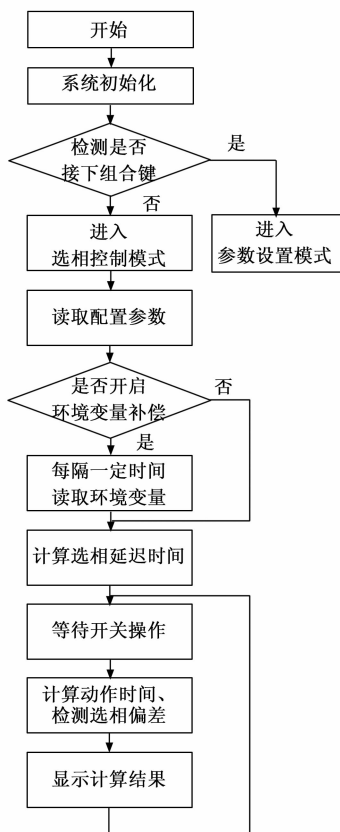 开始
系统初始化
检测是否
接下组合键
是
否
进入
选相控制模式
进入
参数设置模式
读取配置参数
是否开启
环境变量补偿
否
是
每隔一定时间
读取环境变量
计算选相延迟时间
等待开关操作
计算动作时间、
检测选相偏差
显示计算结果